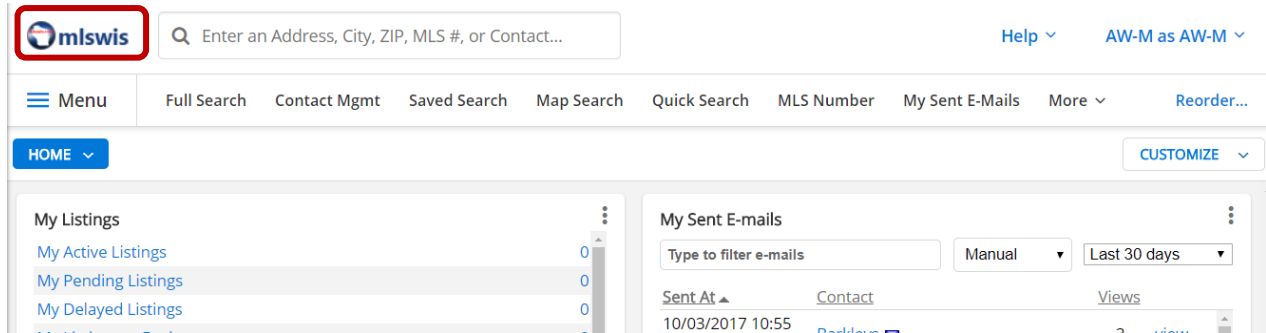 mlswis
Enter an Address, City, ZIP, MLS #, or Contact...
Help
AW-M as AW-M
Menu
Full Search
Contact Mgmt
Saved Search
Map Search
Quick Search
MLS Number
My Sent E-Mails
More
Reorder...
HOME
CUSTOMIZE
My Listings
My Active Listings 0
My Pending Listings 0
My Delayed Listings 0
My Sent E-mails
Type to filter e-mails
Manual
Last 30 days
Sent At Contact Views
10/03/2017 10:55